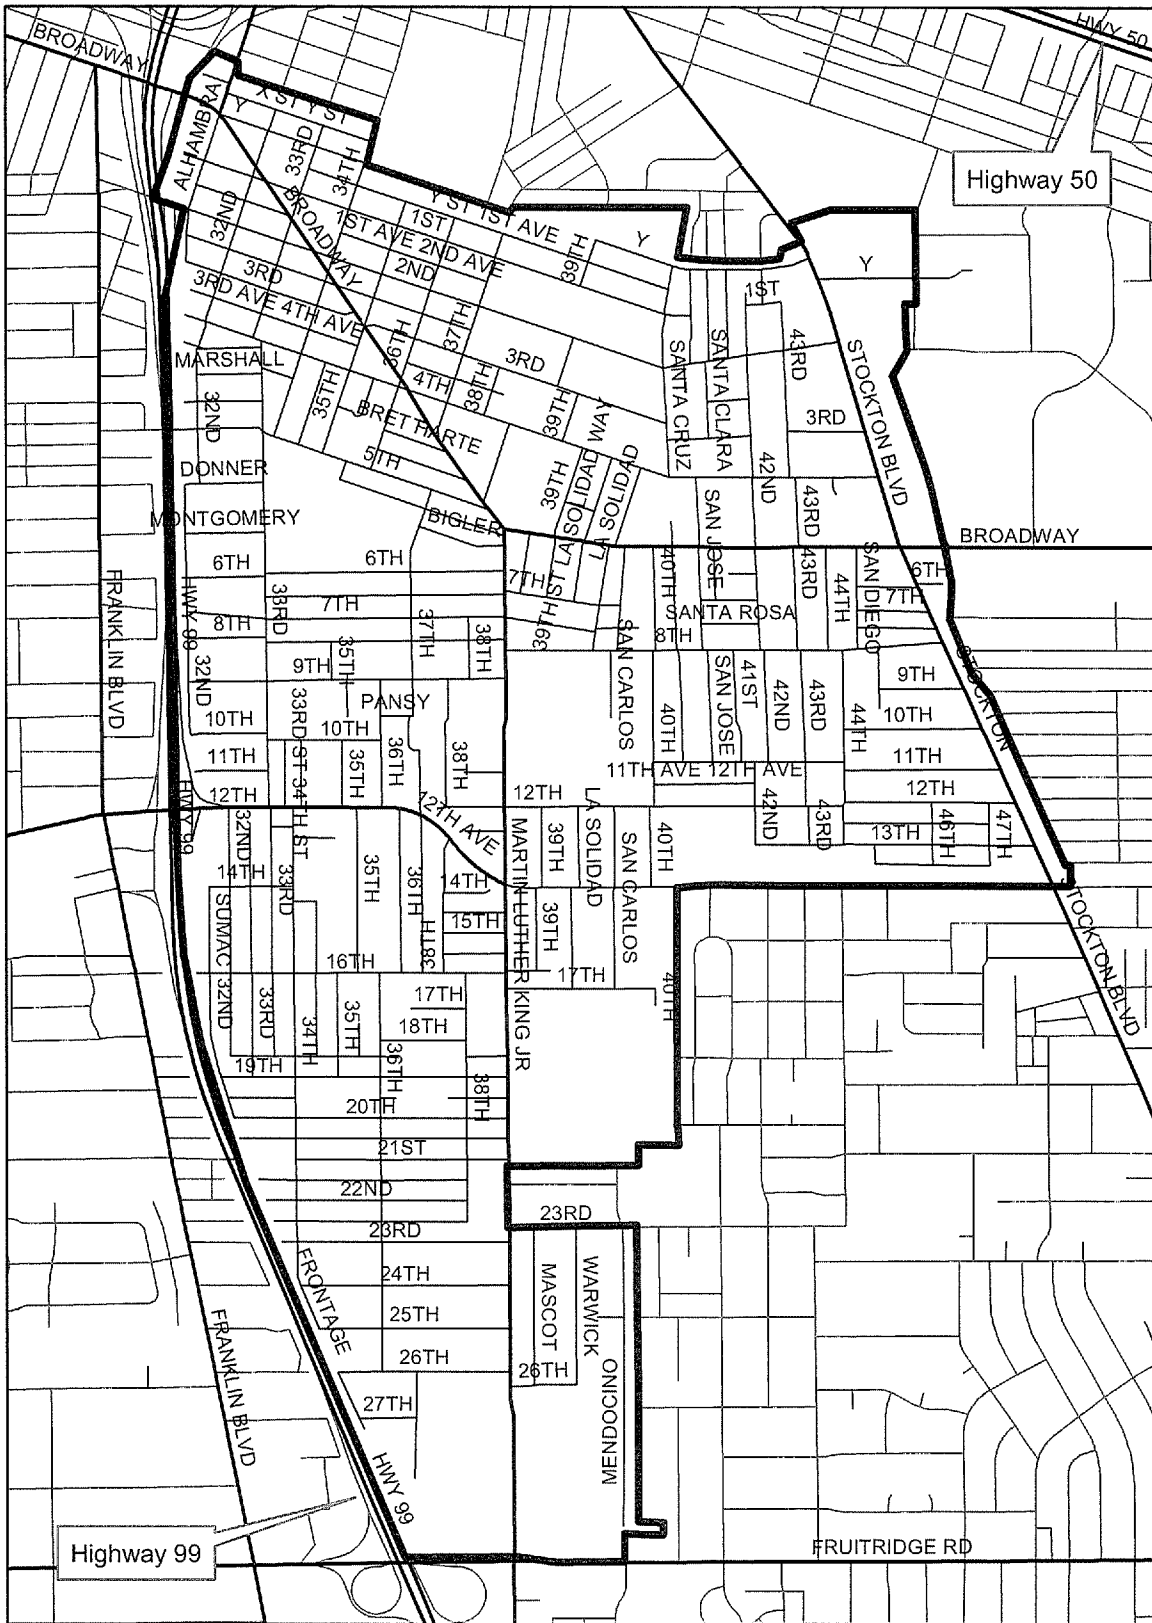 HWY 50
BROADWAY
Highway 50
ALHAMBRA
X ST Y ST
Y
33RD
34TH
32ND
BROADWAY
Y ST 1ST AVE
1ST
1ST AVE 2ND AVE
2ND
39TH
Y
Y
3RD
3RD AVE 4TH AVE
1ST
36TH
37TH
3RD
MARSHALL
4TH
38TH
35TH
32ND
BRET HARTE
39TH
SANTA CRUZ
SANTA CLARA
43RD
STOCKTON BLVD
3RD
5TH
DONNER
39TH
LA SOLIDAD WAY
LA SOLIDAD
42ND
MONTGOMERY
BIGLER
SAN JOSE
43RD
BROADWAY
6TH
6TH
7TH
39TH ST
40TH
43RD
44TH
SAN DIEGO
6TH
7TH
FRANKLIN BLVD
HWY 99
33RD
7TH
8TH
37TH
38TH
SANTA ROSA
8TH
SAN CARLOS
STOCKTON
32ND
9TH
35TH
SAN JOSE
41ST
42ND
43RD
9TH
PANSY
10TH
33RD ST 34TH ST
10TH
40TH
44TH
10TH
11TH
35TH
36TH
38TH
11TH AVE 12TH AVE
11TH
12TH
HWY 99
12TH AVE
12TH
LA SOLIDAD
42ND
43RD
12TH
32ND
MARTIN LUTHER KING JR
39TH
SAN CARLOS
40TH
13TH
46TH
47TH
14TH
33RD
35TH
36TH
14TH
STOCKTON BLVD
SUMAC
15TH
38TH
39TH
32ND
16TH
17TH
40TH
33RD
34TH
35TH
17TH
18TH
19TH
36TH
38TH
20TH
21ST
22ND
23RD
23RD
FRONTAGE
24TH
MASCOT
WARWICK
25TH
FRANKLIN BLVD
26TH
26TH
MENDOCINO
27TH
HWY 99
Highway 99
FRUITRIDGE RD